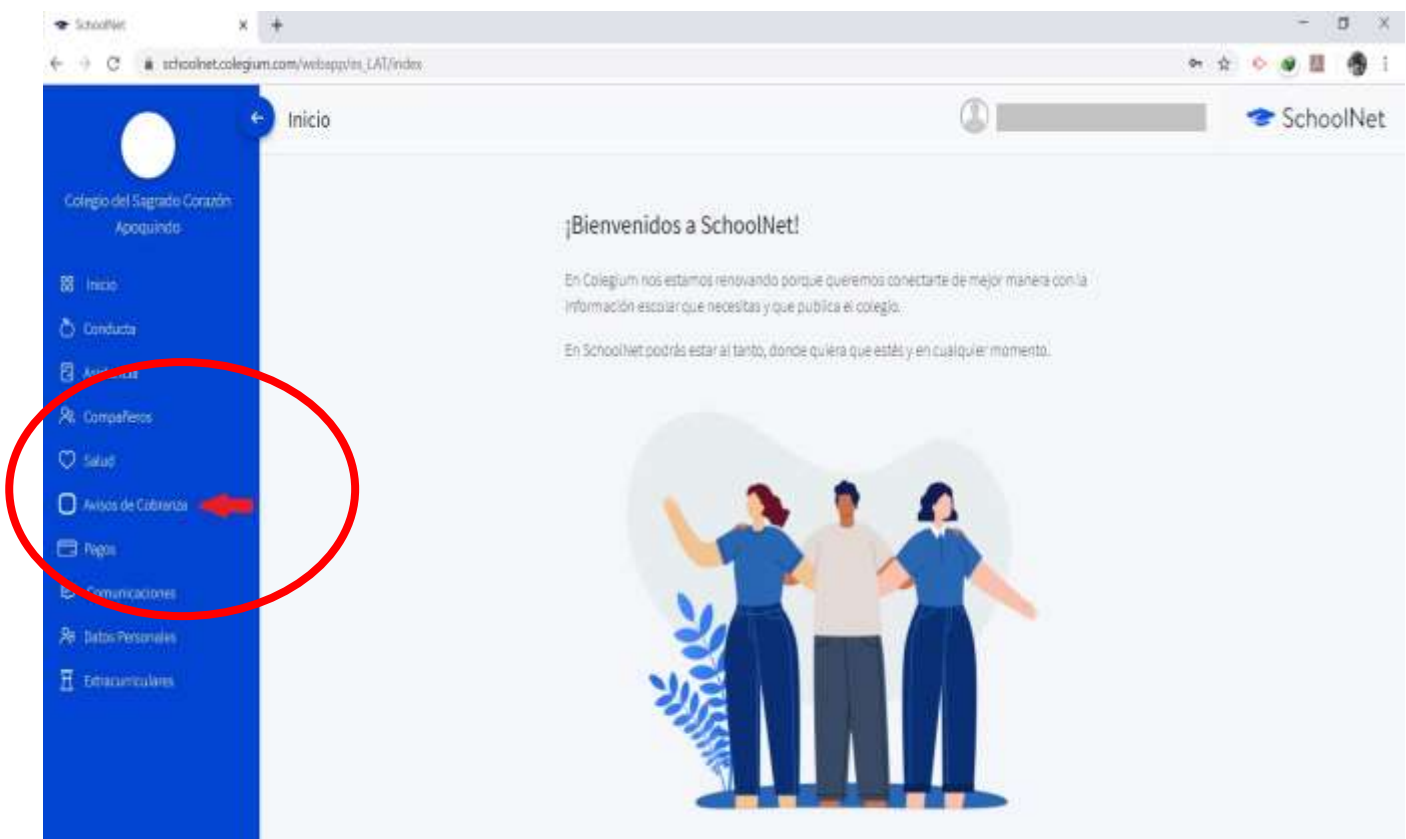 SchoolNet
schoolnet.colegium.com/webapp/es_LAT/index
Inicio
SchoolNet
Colegio del Sagrado Corazón
Apoquindo
Inicio
Conducta
Asistencia
Compañeros
Salud
Avisos de Cobranza
Pagos
Comunicaciones
Datos Personales
Extracurriculares
¡Bienvenidos a SchoolNet!
En Colegium nos estamos renovando porque queremos conectarte de mejor manera con la
información escolar que necesitas y que publica el colegio.
En SchoolNet podrás estar al tanto, donde quiera que estés y en cualquier momento.